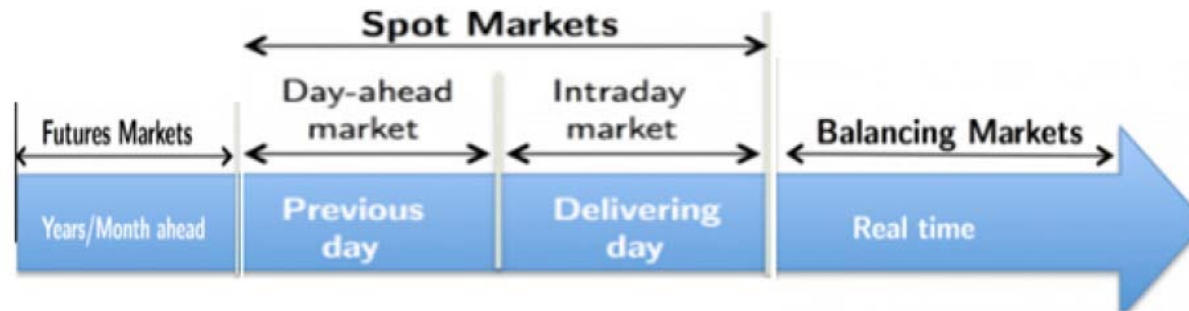 Spot Markets
Day-ahead
market
Intraday
market
Futures Markets
Balancing Markets
Years/Month ahead
Previous
day
Delivering
day
Real time